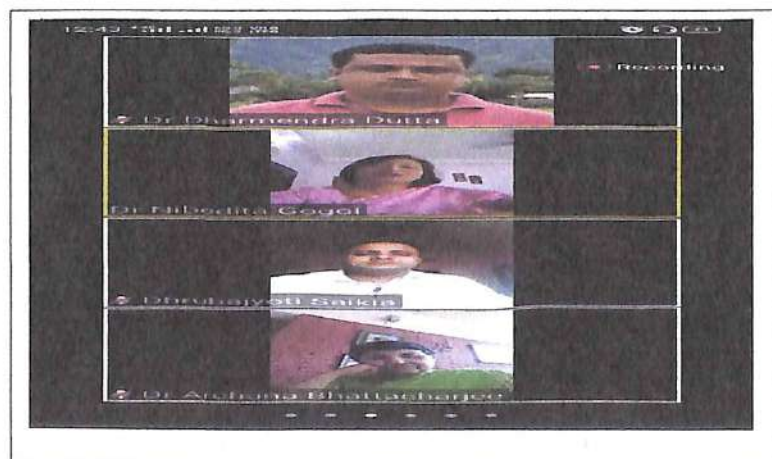 Recording
Dr Dharmendra Dutta
Dr Nibedita Gogoi
Dhrubajyoti Saikia
Dr Archana Bhattacharjee